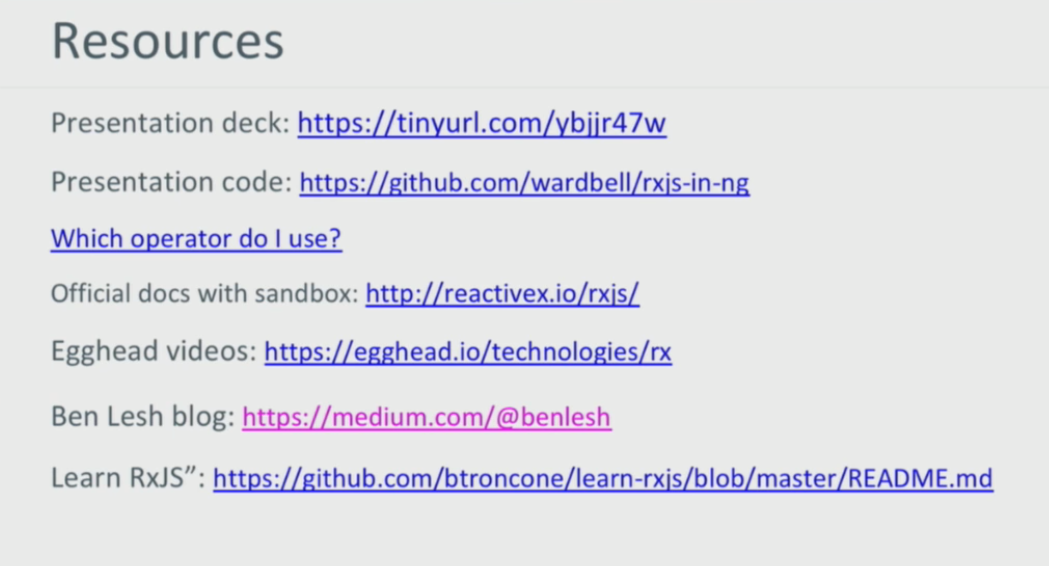 Resources
Presentation deck: https://tinyurl.com/ybjjr47w
Presentation code: https://github.com/wardbell/rxjs-in-ng
Which operator do I use?
Official docs with sandbox: http://reactivex.io/rxjs/
Egghead videos: https://egghead.io/technologies/rx
Ben Lesh blog: https://medium.com/@benlesh
Learn RxJS”: https://github.com/btroncone/learn-rxjs/blob/master/README.md